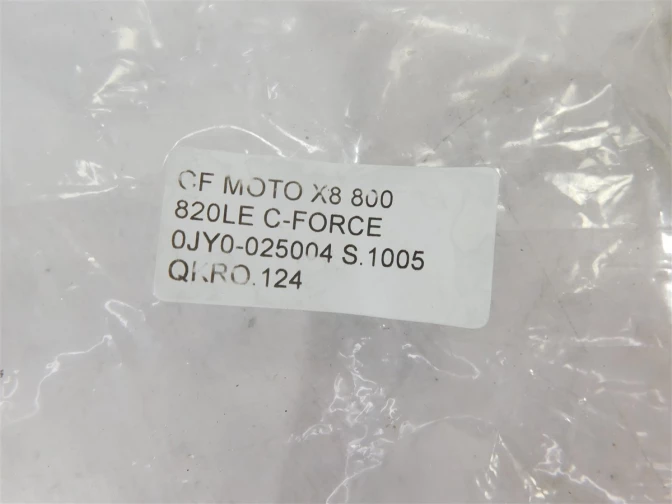 CF MOTO X8 800
820LE C-FORCE
0JY0-025004 S.1005
QKRO.124